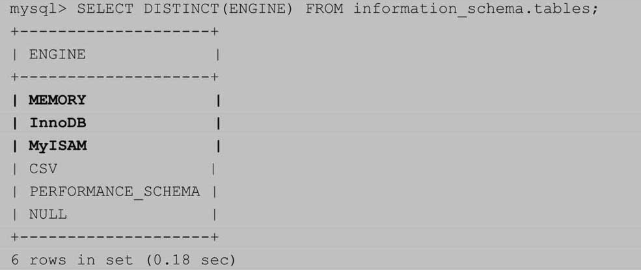 mysql> SELECT DISTINCT(ENGINE) FROM information_schema.tables;
+--------------------+
| ENGINE             |
+--------------------+
| MEMORY             |
| InnoDB             |
| MyISAM             |
| CSV                |
| PERFORMANCE_SCHEMA |
| NULL               |
+--------------------+
6 rows in set (0.18 sec)